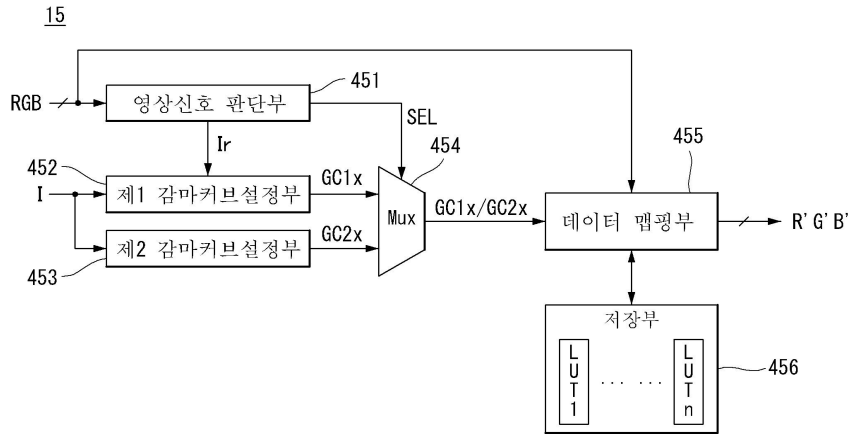 15
451
RGB
영상신호 판단부
SEL
Ir
454
455
452
I
제1 감마커브설정부
GC1x
Mux
GC1x/GC2x
데이터 맵핑부
R'G'B'
제2 감마커브설정부
GC2x
453
저장부
LUT1
... ...
LUTn
456